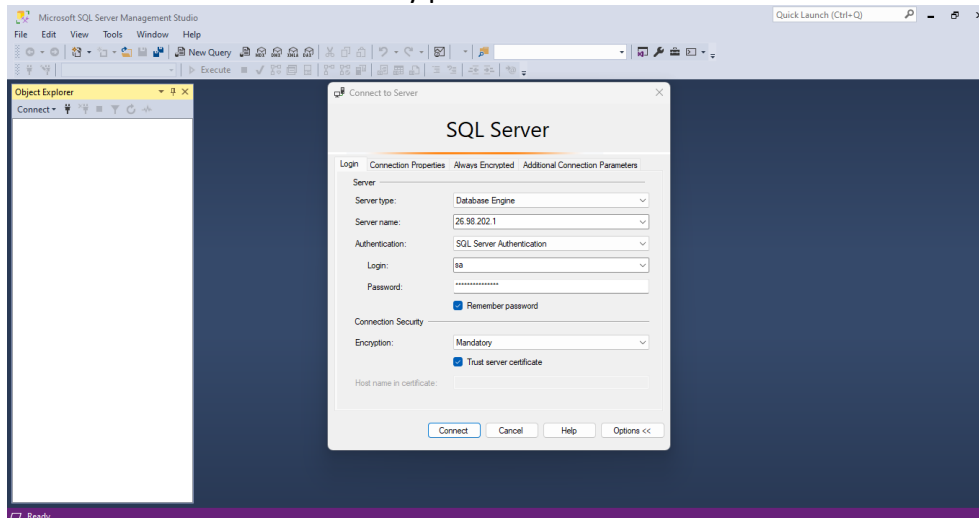 Microsoft SQL Server Management Studio
Quick Launch (Ctrl+Q)
File Edit View Tools Window Help
New Query
Execute
Object Explorer
Connect
Connect to Server
SQL Server
Login Connection Properties Always Encrypted Additional Connection Parameters
Server
Server type: Database Engine
Server name: 26.98.202.1
Authentication: SQL Server Authentication
Login: sa
Password: ***************
Remember password
Connection Security
Encryption: Mandatory
Trust server certificate
Host name in certificate:
Connect Cancel Help Options <<
Ready